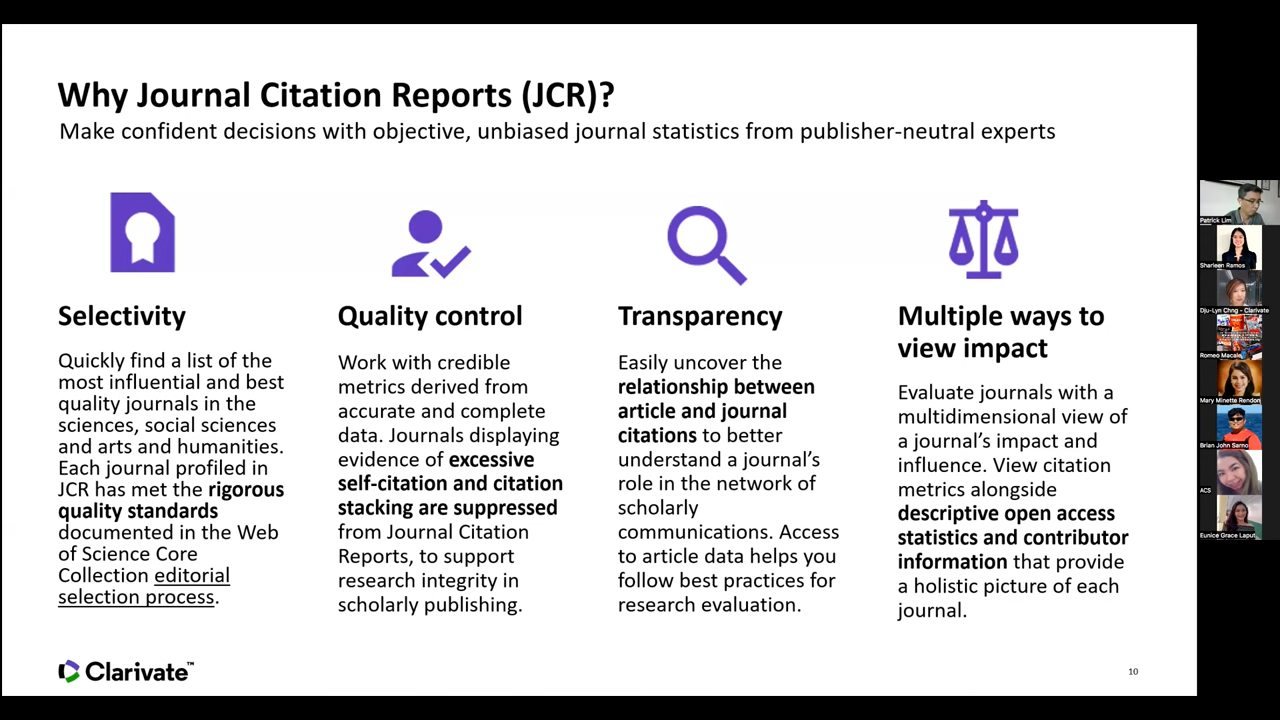 Why Journal Citation Reports (JCR)?
Make confident decisions with objective, unbiased journal statistics from publisher-neutral experts
Selectivity
Quickly find a list of the
most influential and best
quality journals in the
sciences, social sciences
and arts and humanities.
Each journal profiled in
JCR has met the rigorous
quality standards
documented in the Web
of Science Core
Collection editorial
selection process.
Quality control
Work with credible
metrics derived from
accurate and complete
data. Journals displaying
evidence of excessive
self-citation and citation
stacking are suppressed
from Journal Citation
Reports, to support
research integrity in
scholarly publishing.
Transparency
Easily uncover the
relationship between
article and journal
citations to better
understand a journal's
role in the network of
scholarly
communications. Access
to article data helps you
follow best practices for
research evaluation.
Multiple ways to
view impact
Evaluate journals with a
multidimensional view of
a journal's impact and
influence. View citation
metrics alongside
descriptive open access
statistics and contributor
information that provide
a holistic picture of each
journal.
Clarivate™
10
Patrick Lim
Sharleen Ramos
Dju-Lyn Chng - Clarivate
Romeo Macale
Mary Minette Rendon
Brian John Sarno
ACS
Eunice Grace Laput